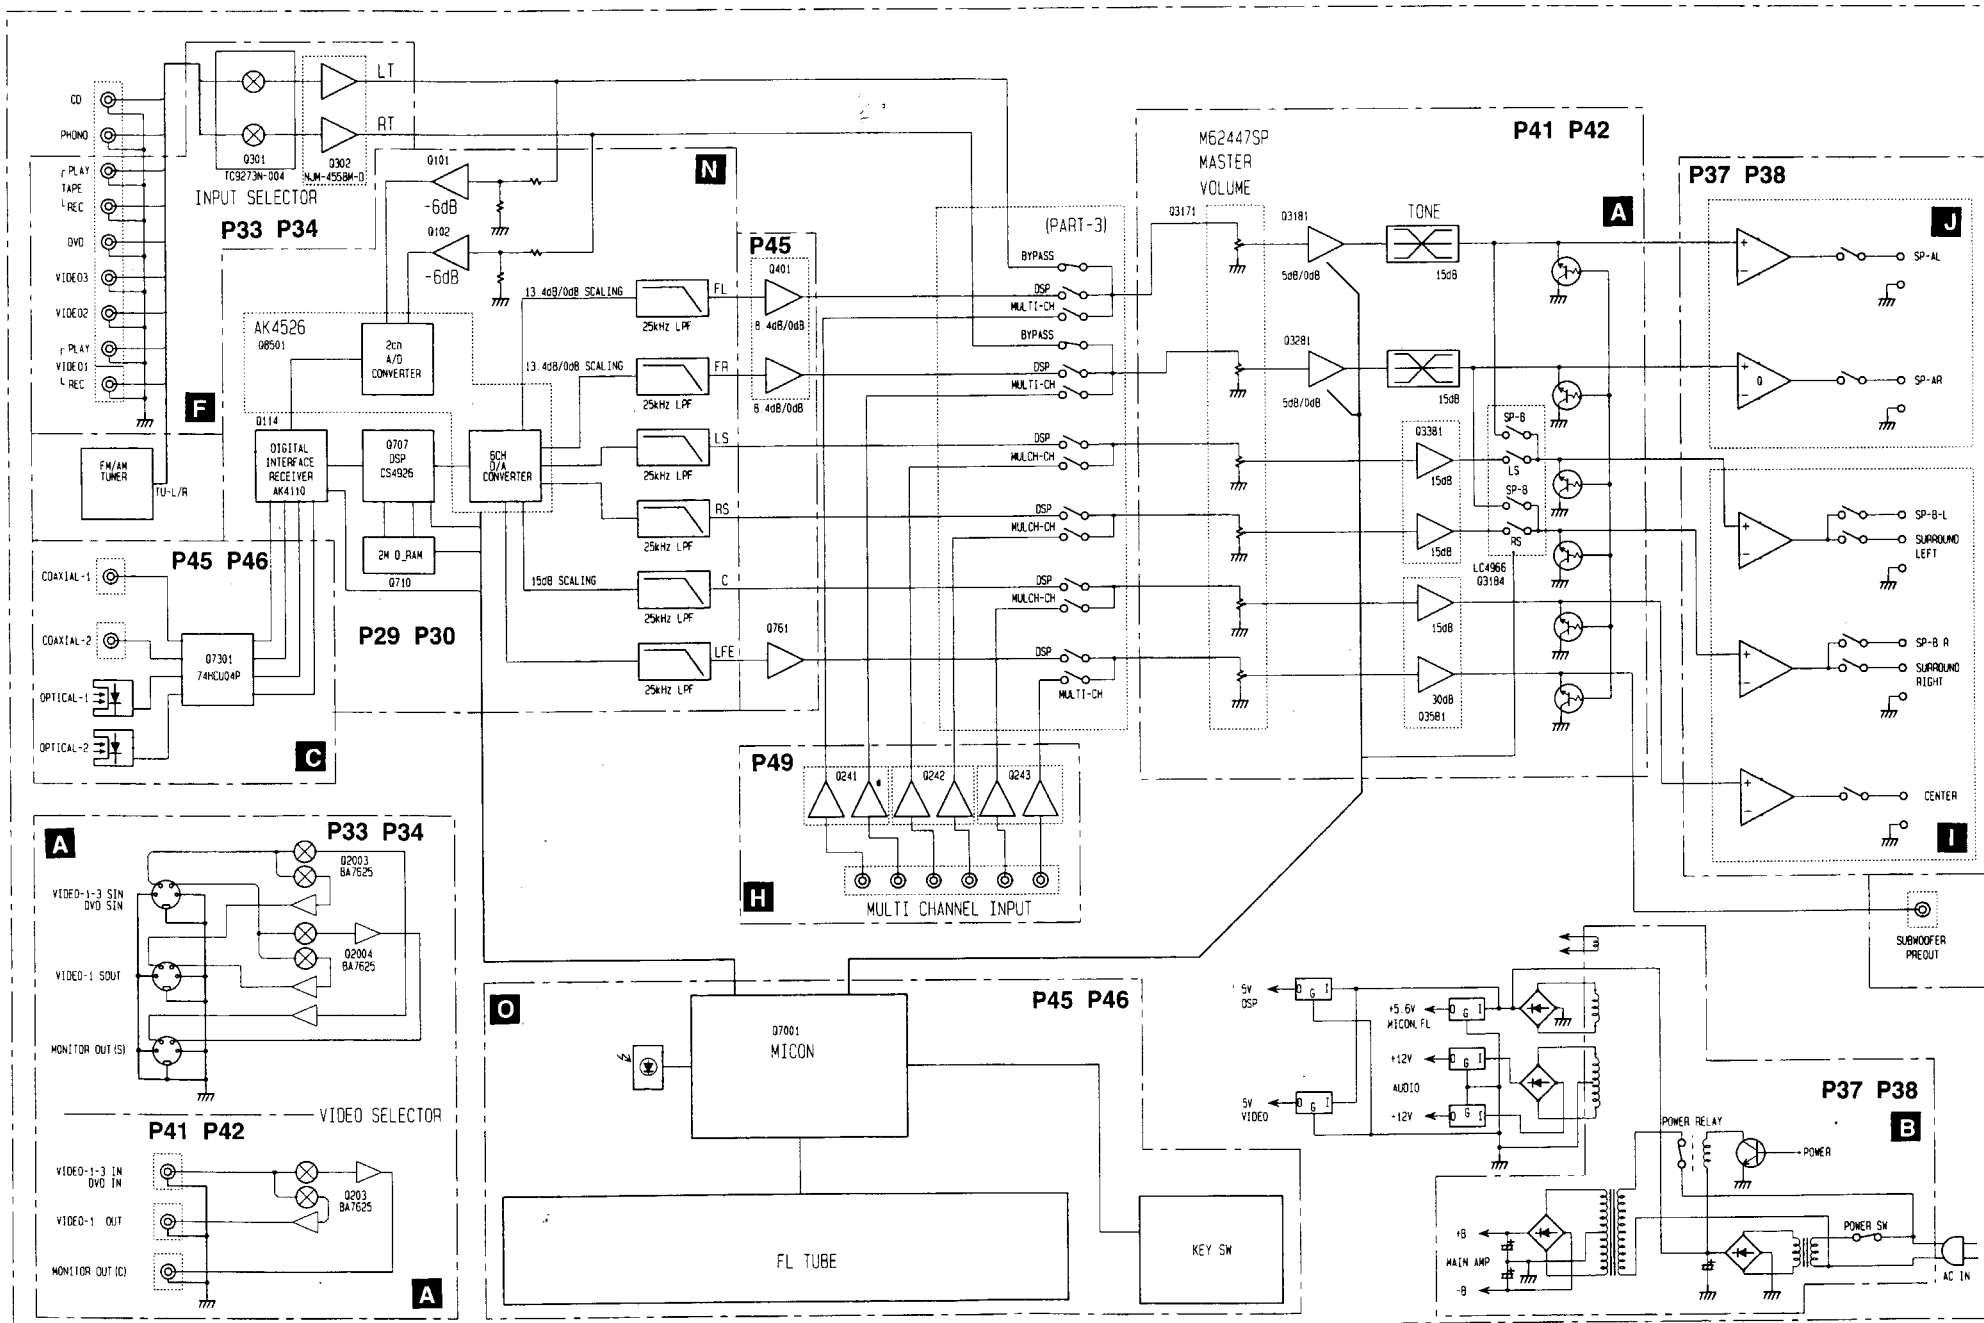 CD
PHONO
PLAY
TAPE
REC
DVD
VIDEO3
VIDEO2
PLAY
VIDEO1
REC
F
FM/AM
TUNER
TU-L/R
Q301
TC9273N-004
Q302
NJM-4558M-D
LT
RT
INPUT SELECTOR
P33 P34
Q101
-6dB
Q102
-6dB
N
AK4526
Q8501
2ch
A/D
CONVERTER
Q114
DIGITAL
INTERFACE
RECEIVER
AK4110
Q707
DSP
CS4926
6CH
D/A
CONVERTER
2M D_RAM
Q710
P29 P30
13.4dB/0dB SCALING
FL
25kHz LPF
13.4dB/0dB SCALING
FR
25kHz LPF
LS
25kHz LPF
RS
25kHz LPF
15dB SCALING
C
25kHz LPF
LFE
25kHz LPF
P45
Q401
8.4dB/0dB
8.4dB/0dB
Q761
P45 P46
COAXIAL-1
COAXIAL-2
OPTICAL-1
OPTICAL-2
Q7301
74HCU04P
C
(PART-3)
BYPASS
DSP
MULTI-CH
BYPASS
DSP
MULTI-CH
DSP
MULCH-CH
DSP
MULCH-CH
DSP
MULCH-CH
DSP
MULTI-CH
P49
Q241
Q242
Q243
H
MULTI CHANNEL INPUT
P41 P42
M62447SP
MASTER
VOLUME
Q3171
Q3181
5dB/0dB
TONE
15dB
A
Q3281
5dB/0dB
15dB
Q3381
15dB
15dB
SP-B
LS
SP-B
RS
LC4966
Q3184
15dB
30dB
Q3581
P37 P38
J
SP-AL
Q
SP-AR
SP-B-L
SURROUND
LEFT
SP-B R
SURROUND
RIGHT
CENTER
I
SUBWOOFER
PREOUT
A
P33 P34
VIDEO-1-3 SIN
DVD SIN
Q2003
BA7625
Q2004
BA7625
VIDEO-1 SOUT
MONITOR OUT(S)
VIDEO SELECTOR
P41 P42
VIDEO-1-3 IN
DVD IN
Q203
BA7625
VIDEO-1 OUT
MONITOR OUT(C)
A
O
P45 P46
Q7001
MICON
FL TUBE
KEY SW
5V
DSP
O G I
+5.6V
MICON,FL
O G I
+12V
O G I
AUDIO
-12V
O G I
5V
VIDEO
O G I
P37 P38
B
POWER RELAY
POWER
POWER SW
+B
MAIN AMP
-B
AC IN